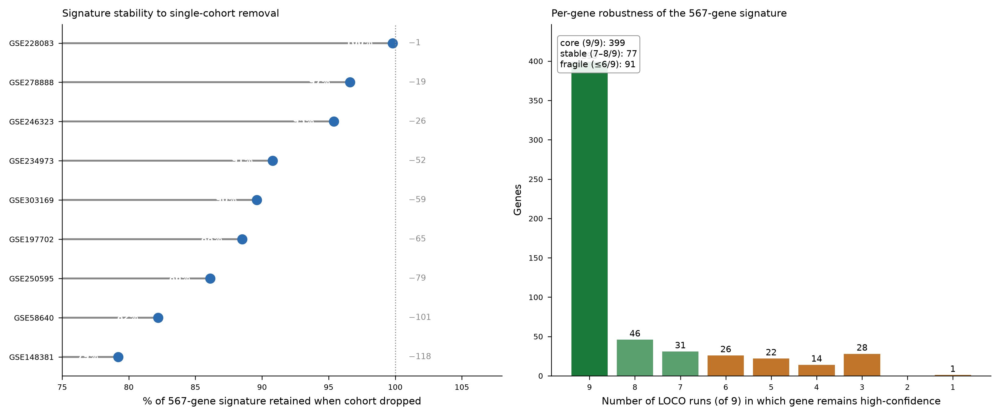 Signature stability to single-cohort removal
GSE228083
−1
GSE278888
−19
GSE246323
−26
GSE234973
−52
GSE303169
−59
GSE197702
−65
GSE250595
−79
GSE58640
−101
GSE148381
−118
75 80 85 90 95 100 105
% of 567-gene signature retained when cohort dropped
Per-gene robustness of the 567-gene signature
core (9/9): 399
stable (7–8/9): 77
fragile (≤6/9): 91
Genes
400
350
300
250
200
150
100
50
0
46
31
26
22
14
28
1
9 8 7 6 5 4 3 2 1
Number of LOCO runs (of 9) in which gene remains high-confidence